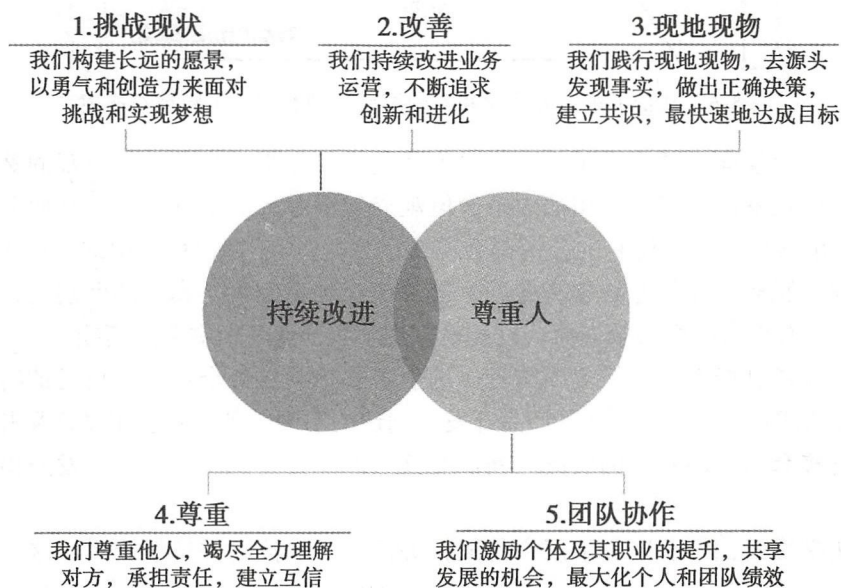 1.挑战现状
我们构建长远的愿景，
以勇气和创造力来面对
挑战和实现梦想
2.改善
我们持续改进业务
运营，不断追求
创新和进化
3.现地现物
我们践行现地现物，去源头
发现事实，做出正确决策，
建立共识，最快速地达成目标
持续改进
尊重人
4.尊重
我们尊重他人，竭尽全力理解
对方，承担责任，建立互信
5.团队协作
我们激励个体及其职业的提升，共享
发展的机会，最大化个人和团队绩效